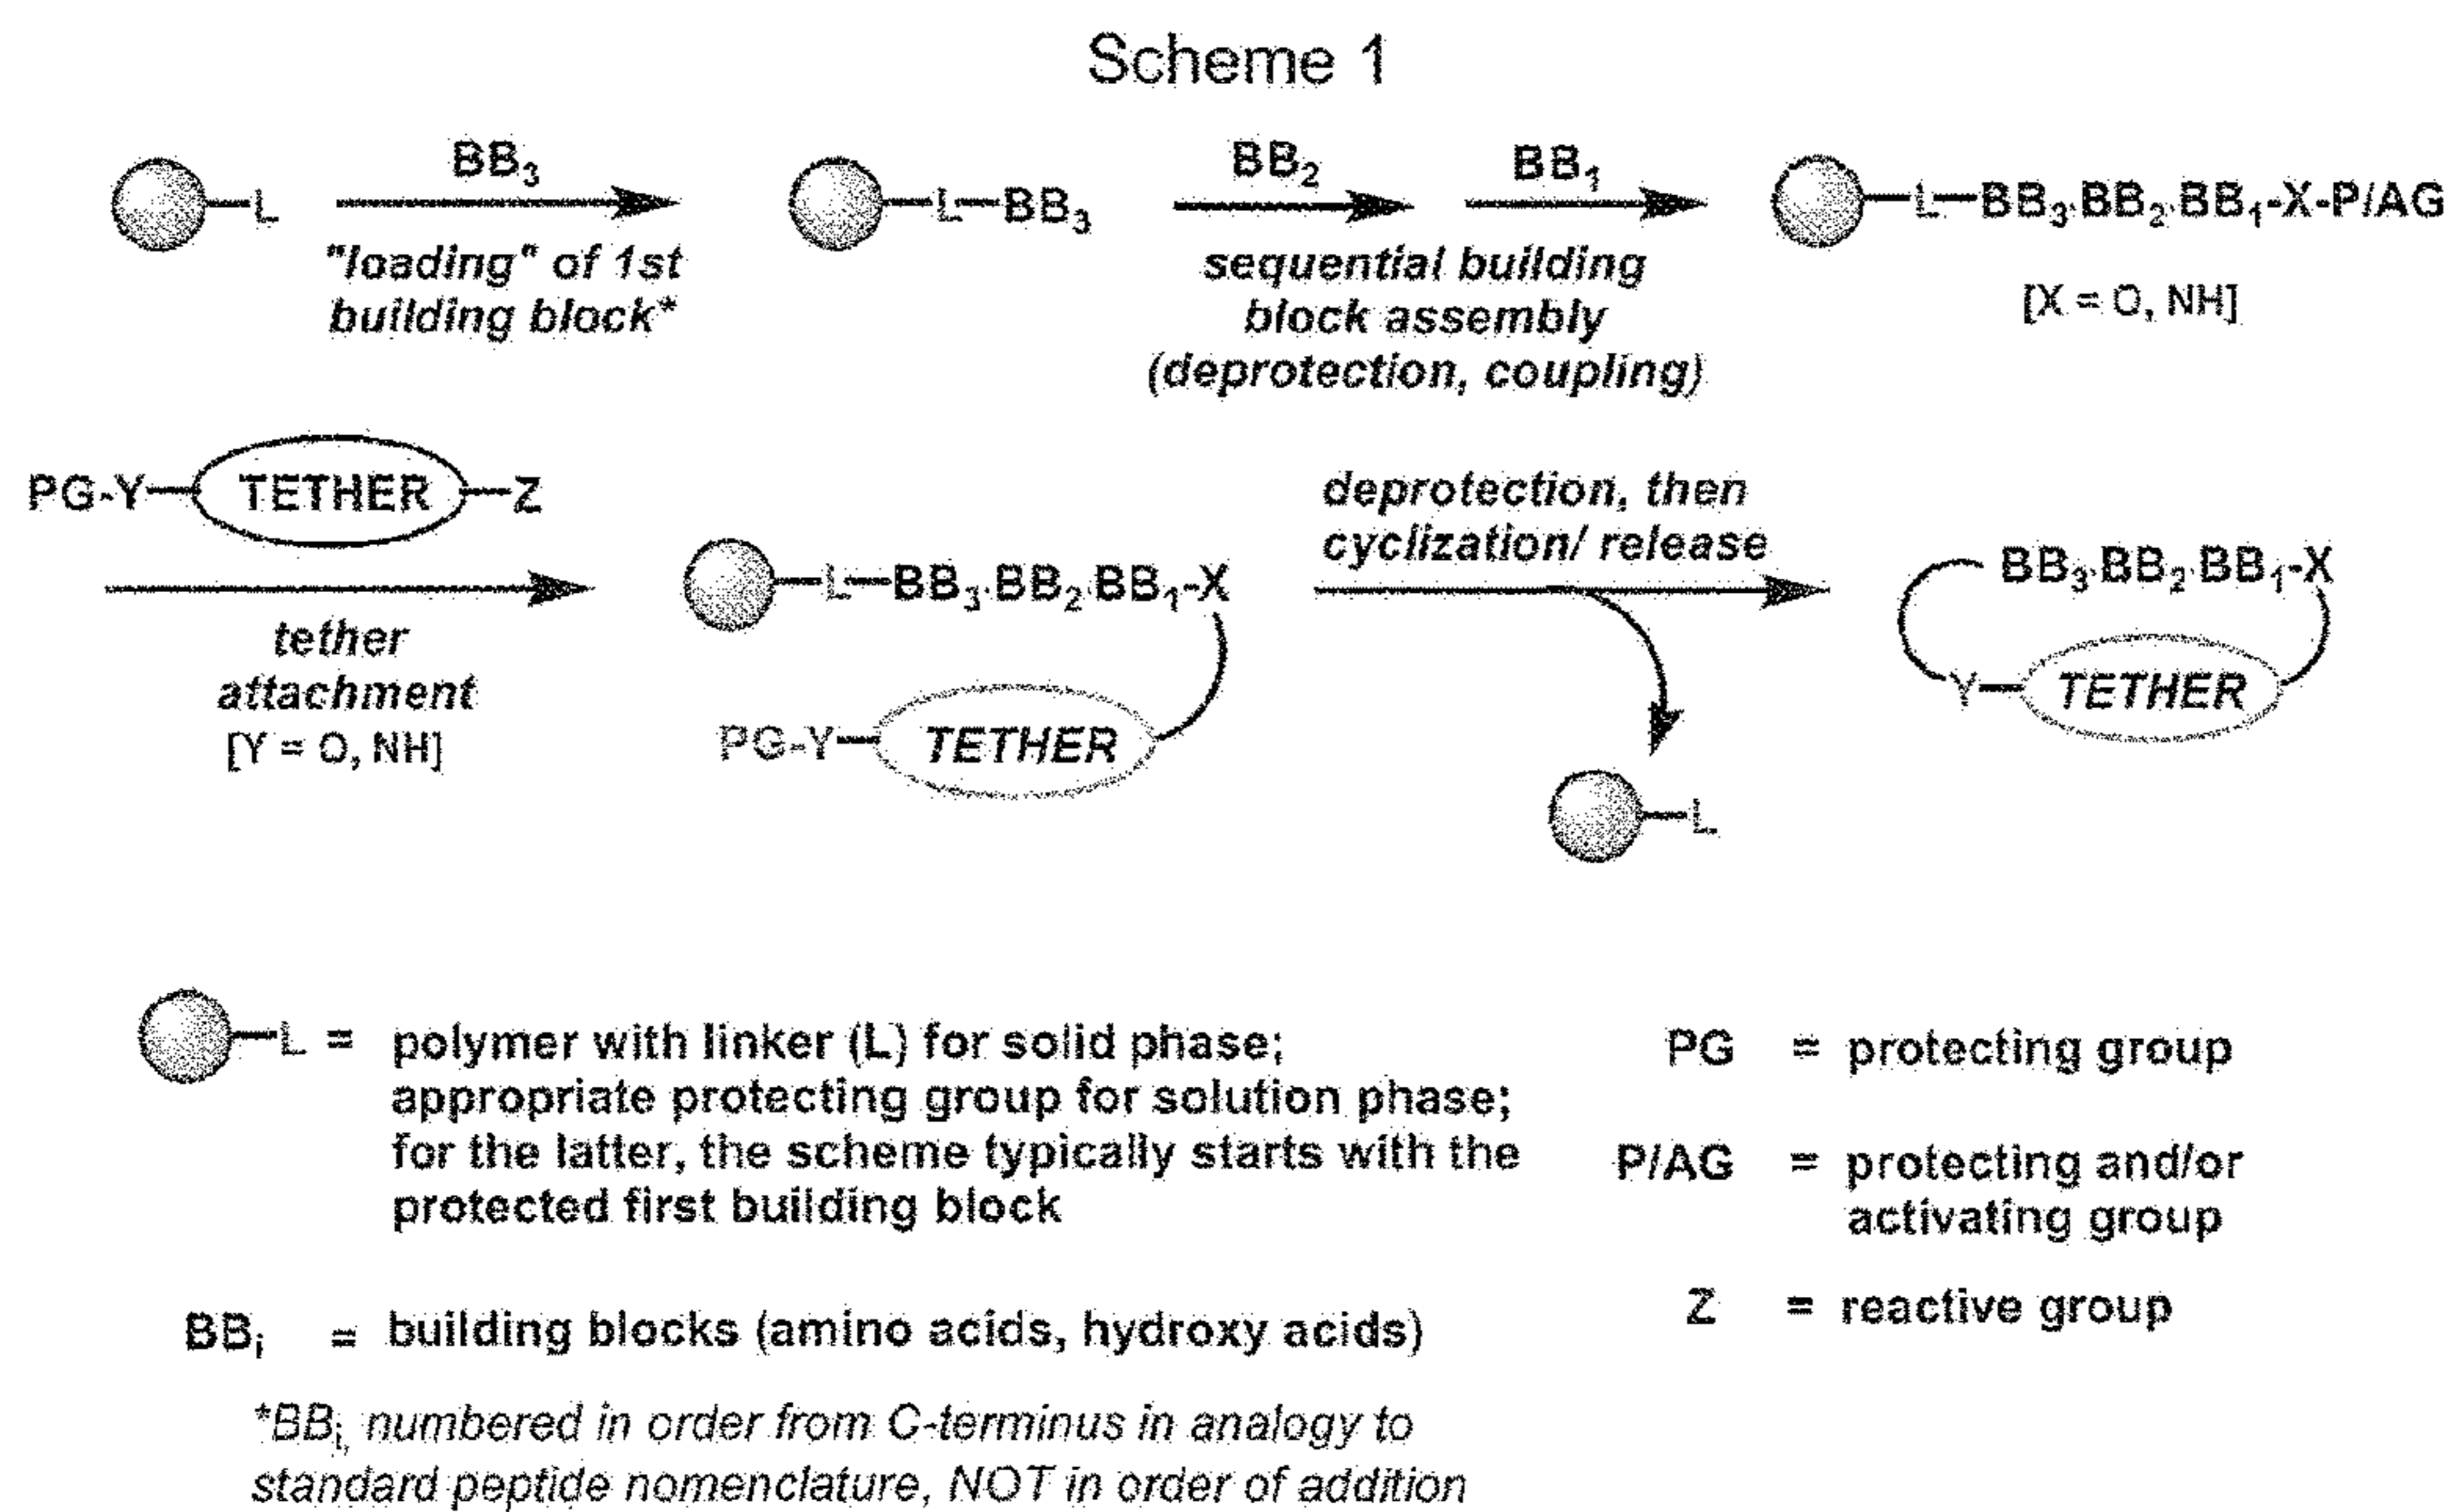 Scheme 1
L BB3 L-BB3 BB2 BB1 L-BB3-BB2-BB1-X-P/AG
"loading" of 1st
building block*
sequential building
block assembly
(deprotection, coupling)
[X = O, NH]
PG-Y-TETHER-Z
tether
attachment
[Y = O, NH]
L-BB3-BB2-BB1-X
PG-Y-TETHER
deprotection, then
cyclization/ release
L
BB3-BB2-BB1-X
Y-TETHER
L = polymer with linker (L) for solid phase;
appropriate protecting group for solution phase;
for the latter, the scheme typically starts with the
protected first building block
BBi = building blocks (amino acids, hydroxy acids)
*BBi, numbered in order from C-terminus in analogy to
standard peptide nomenclature, NOT in order of addition
PG = protecting group
P/AG = protecting and/or
activating group
Z = reactive group